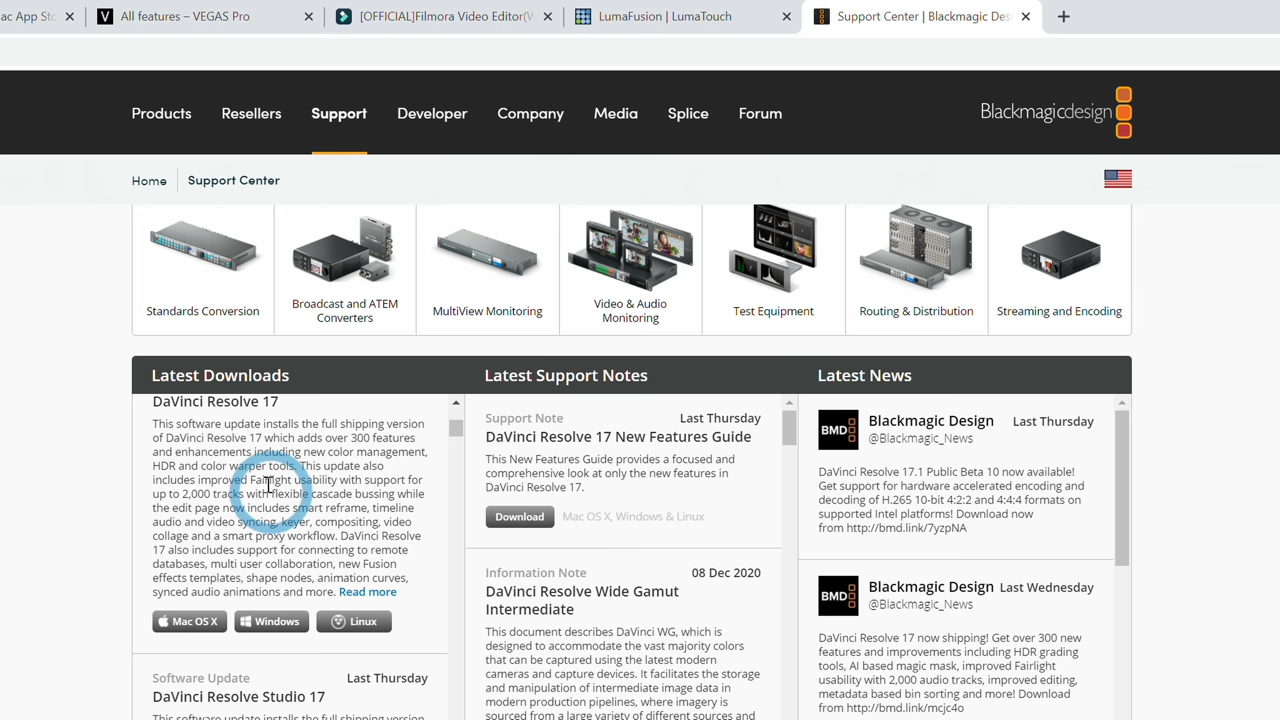 ac App Sto
All features – VEGAS Pro
[OFFICIAL]Filmora Video Editor(W
LumaFusion | LumaTouch
Support Center | Blackmagic Des
Products
Resellers
Support
Developer
Company
Media
Splice
Forum
Blackmagicdesign
Home
Support Center
Standards Conversion
Broadcast and ATEM
Converters
MultiView Monitoring
Video & Audio
Monitoring
Test Equipment
Routing & Distribution
Streaming and Encoding
Latest Downloads
DaVinci Resolve 17
This software update installs the full shipping version
of DaVinci Resolve 17 which adds over 300 features
and enhancements including new color management,
HDR and color warper tools. This update also
includes improved Fairlight usability with support for
up to 2,000 tracks with flexible cascade bussing while
the edit page now includes smart reframe, timeline
audio and video syncing, keyer, compositing, video
collage and a smart proxy workflow. DaVinci Resolve
17 also includes support for connecting to remote
databases, multi user collaboration, new Fusion
effects templates, shape nodes, animation curves,
synced audio animations and more. Read more
Mac OS X
Windows
Linux
Software Update
Last Thursday
DaVinci Resolve Studio 17
This software update installs the full shipping version
Latest Support Notes
Support Note
Last Thursday
DaVinci Resolve 17 New Features Guide
This New Features Guide provides a focused and
comprehensive look at only the new features in
DaVinci Resolve 17.
Download
Mac OS X, Windows & Linux
Information Note
08 Dec 2020
DaVinci Resolve Wide Gamut
Intermediate
This document describes DaVinci WG, which is
designed to accommodate the vast majority colors
that can be captured using the latest modern
cameras and capture devices. It facilitates the storage
and manipulation of intermediate image data in
modern production pipelines, where imagery is
sourced from a large variety of different sources and
Latest News
BMD
Blackmagic Design
Last Thursday
@Blackmagic_News
DaVinci Resolve 17.1 Public Beta 10 now available!
Get support for hardware accelerated encoding and
decoding of H.265 10-bit 4:2:2 and 4:4:4 formats on
supported Intel platforms! Download now
from http://bmd.link/7yzpNA
BMD
Blackmagic Design
Last Wednesday
@Blackmagic_News
DaVinci Resolve 17 now shipping! Get over 300 new
features and improvements including HDR grading
tools, AI based magic mask, improved Fairlight
usability with 2,000 audio tracks, improved editing,
metadata based bin sorting and more! Download
from http://bmd.link/mcjc4o